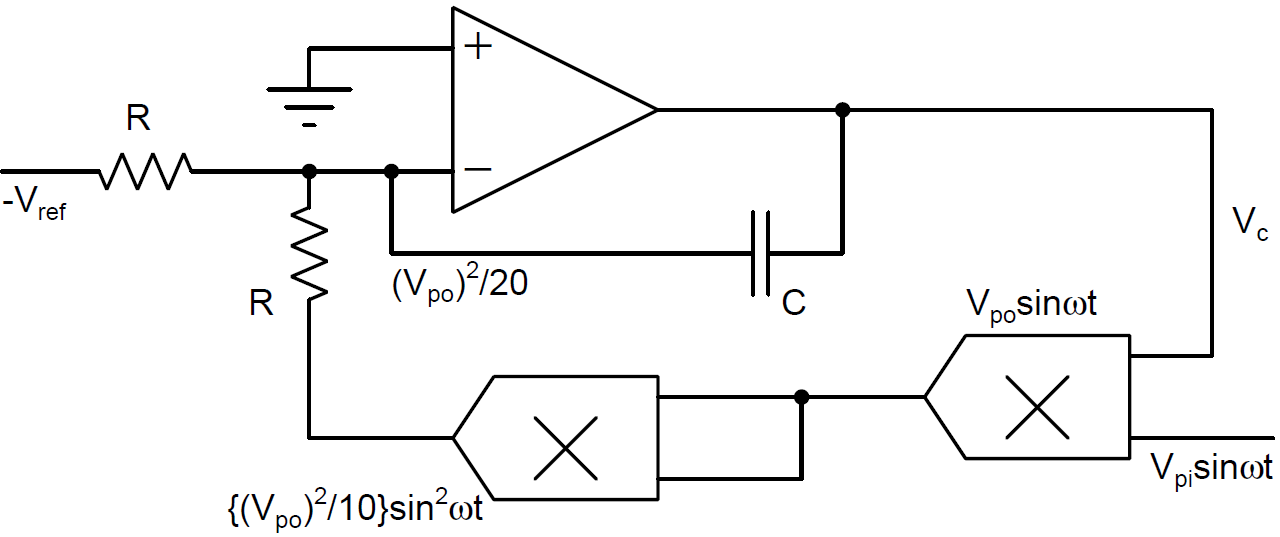 +
R
−
-Vref
Vc
(Vpo)²/20
R
C
Vposinωt
Vpisinωt
{(Vpo)²/10}sin²ωt